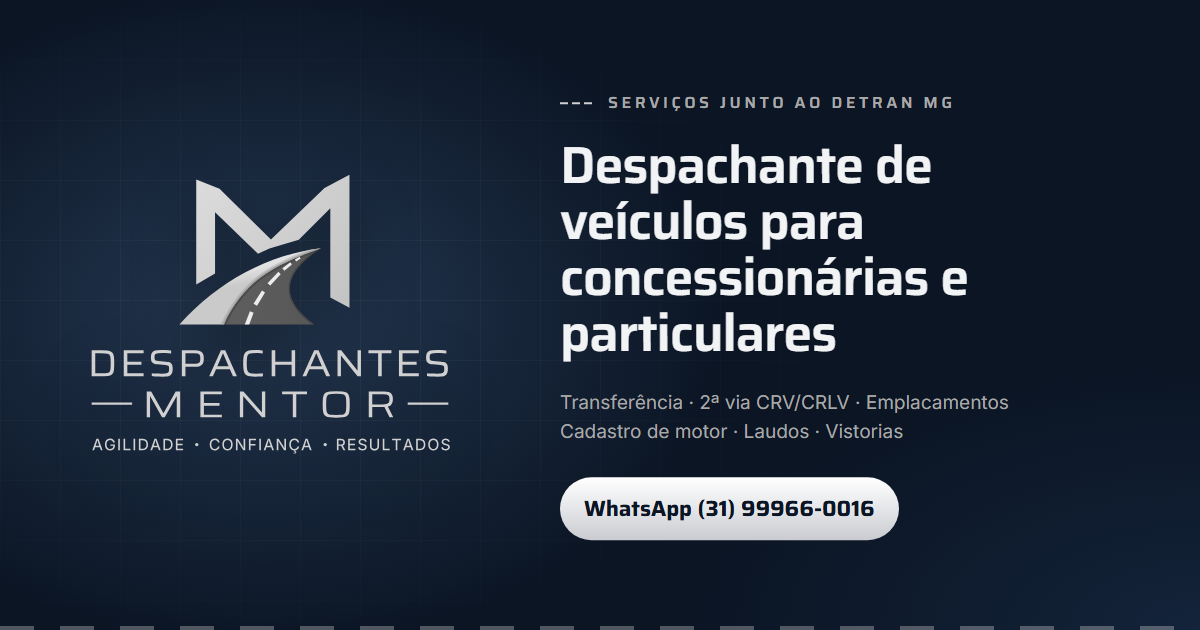 SERVIÇOS JUNTO AO DETRAN MG
Despachante de
veículos para
concessionárias e
particulares
Transferência · 2ª via CRV/CRLV · Emplacamentos
Cadastro de motor · Laudos · Vistorias
WhatsApp (31) 99966-0016
M
DESPACHANTES
MENTOR
AGILIDADE • CONFIANÇA • RESULTADOS